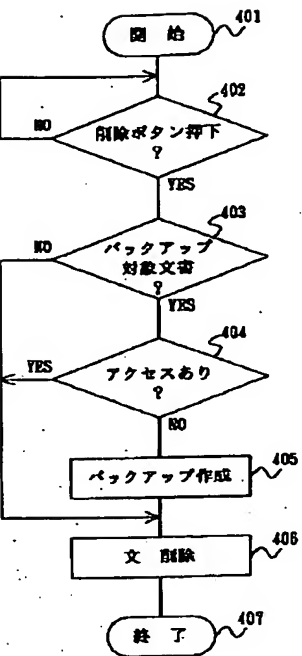 401
開 始
402
NO
削除ボタン押下
?
YES
403
NO
バックアップ
対象文書
?
YES
404
YES
アクセスあり
?
NO
405
バックアップ作成
406
文 削除
407
終 了